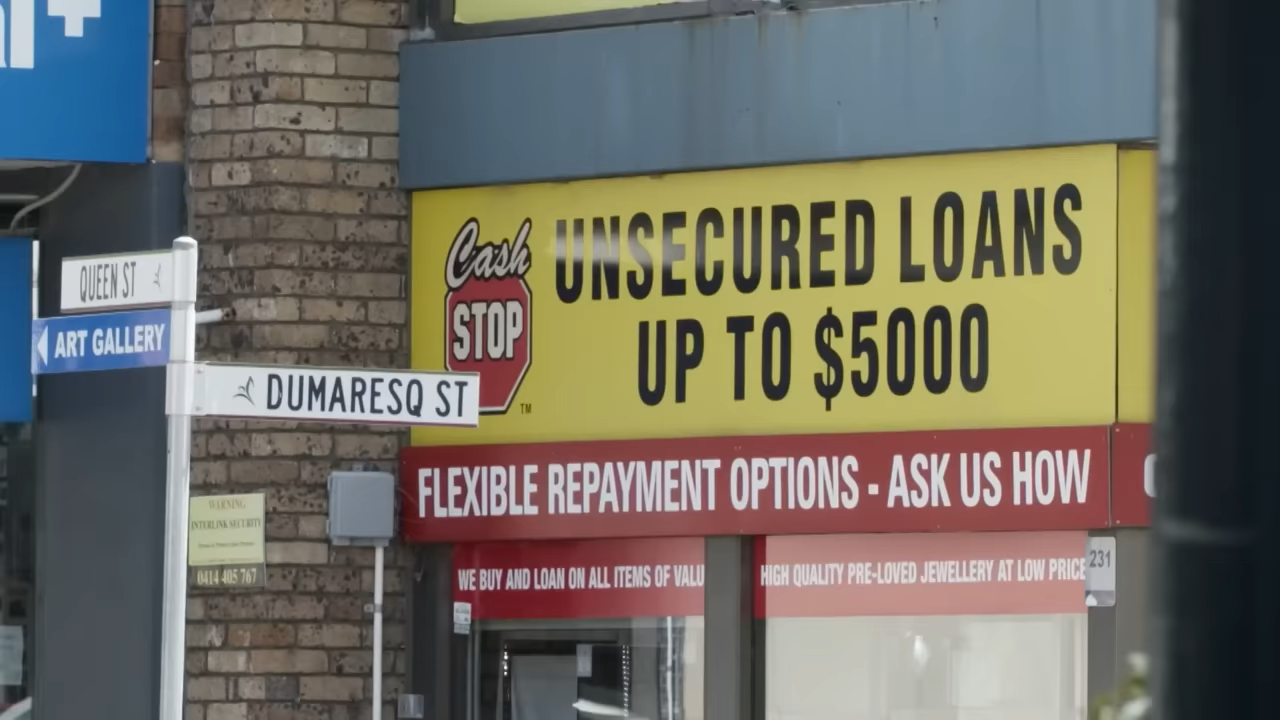 QUEEN ST
ART GALLERY
DUMARESQ ST
Cash
STOP
TM
UNSECURED LOANS
UP TO $5000
FLEXIBLE REPAYMENT OPTIONS - ASK US HOW
WE BUY AND LOAN ON ALL ITEMS OF VALU
HIGH QUALITY PRE-LOVED JEWELLERY AT LOW PRICE
231
WARNING
INTERLINK SECURITY
0414 405 767